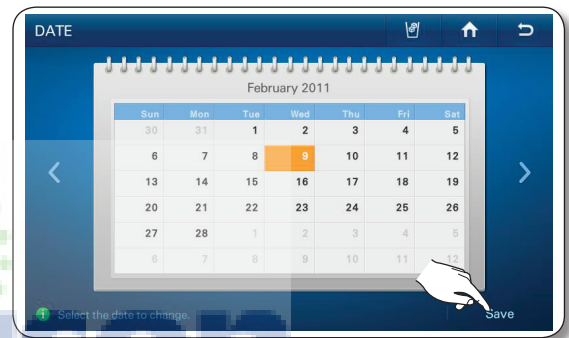 DATE
February 2011
Sun Mon Tue Wed Thu Fri Sat
30 31 1 2 3 4 5
6 7 8 9 10 11 12
13 14 15 16 17 18 19
20 21 22 23 24 25 26
27 28 1 2 3 4 5
6 7 8 9 10 11 12
Select the date to change.
Save